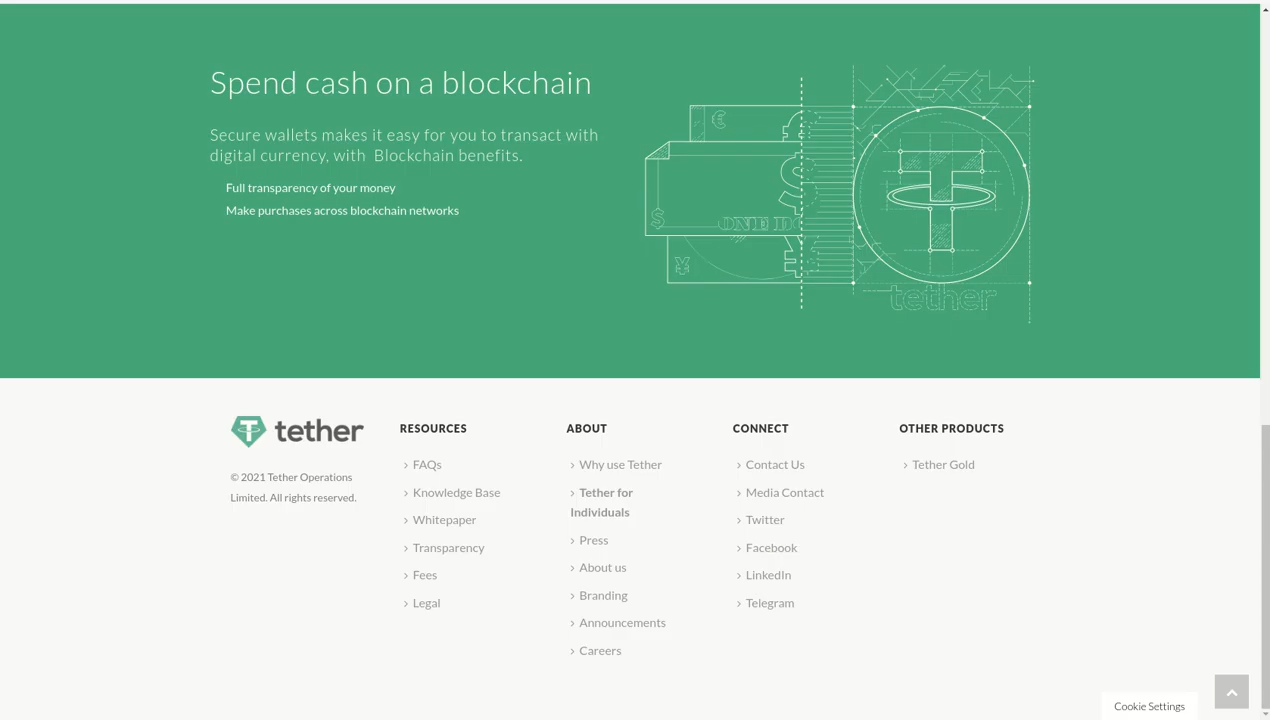 Spend cash on a blockchain
Secure wallets makes it easy for you to transact with
digital currency, with Blockchain benefits.
Full transparency of your money
Make purchases across blockchain networks
€
$
$
ONE DO
¥
tether
tether
© 2021 Tether Operations
Limited. All rights reserved.
RESOURCES
FAQs
Knowledge Base
Whitepaper
Transparency
Fees
Legal
ABOUT
Why use Tether
Tether for
Individuals
Press
About us
Branding
Announcements
Careers
CONNECT
Contact Us
Media Contact
Twitter
Facebook
LinkedIn
Telegram
OTHER PRODUCTS
Tether Gold
Cookie Settings